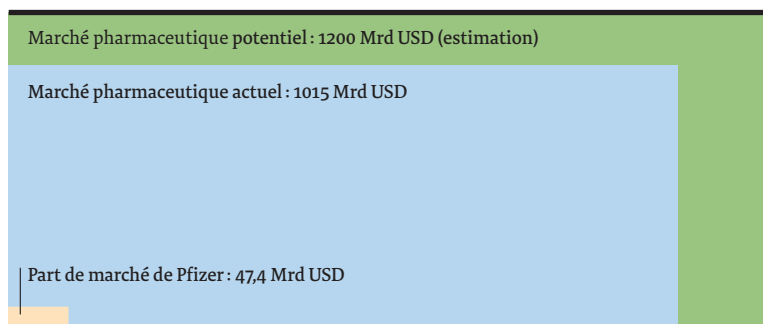 Marché pharmaceutique potentiel : 1200 Mrd USD (estimation)
Marché pharmaceutique actuel : 1015 Mrd USD
Part de marché de Pfizer : 47,4 Mrd USD